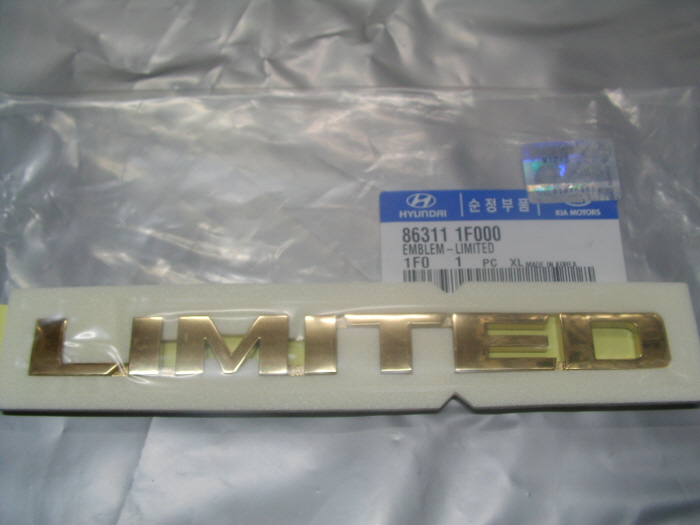 HYUNDAI 순정부품 KIA MOTORS
86311 1F000
EMBLEM-LIMITED
1F0 1 PC XL MADE IN KOREA
LIMITED